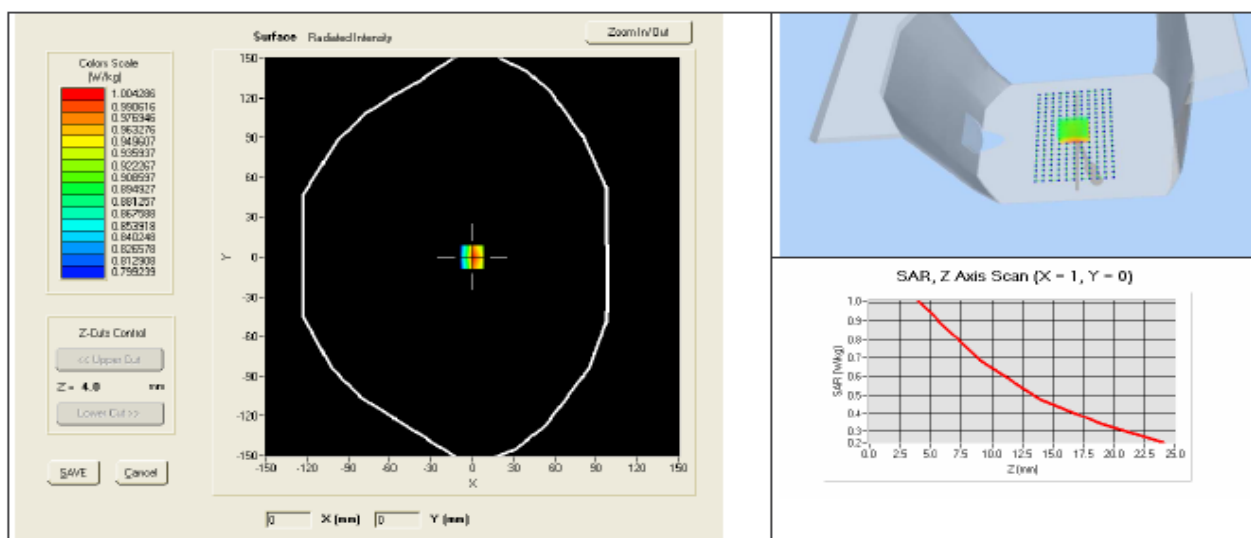 Surface Radiated Intensity
Zoom In/Out
Colors Scale
(W/kg)
1.004286
0.990616
0.976946
0.963276
0.949607
0.935937
0.922267
0.908597
0.894927
0.881257
0.867588
0.853918
0.840248
0.826578
0.812908
0.799239
Z-Cuts Control
<< Upper Cut
Z = 4.0 mm
Lower Cut >>
SAVE Cancel
150
120
90
60
30
0
-30
-60
-90
-120
-150
Y
-150 -120 -90 -60 -30 0 30 60 90 120 150
X
0 X (mm) 0 Y (mm)
SAR, Z Axis Scan (X = 1, Y = 0)
1.0
0.9
0.8
0.7
0.6
0.5
0.4
0.3
0.2
SAR (W/kg)
0.0 2.5 5.0 7.5 10.0 12.5 15.0 17.5 20.0 22.5 25.0
Z (mm)